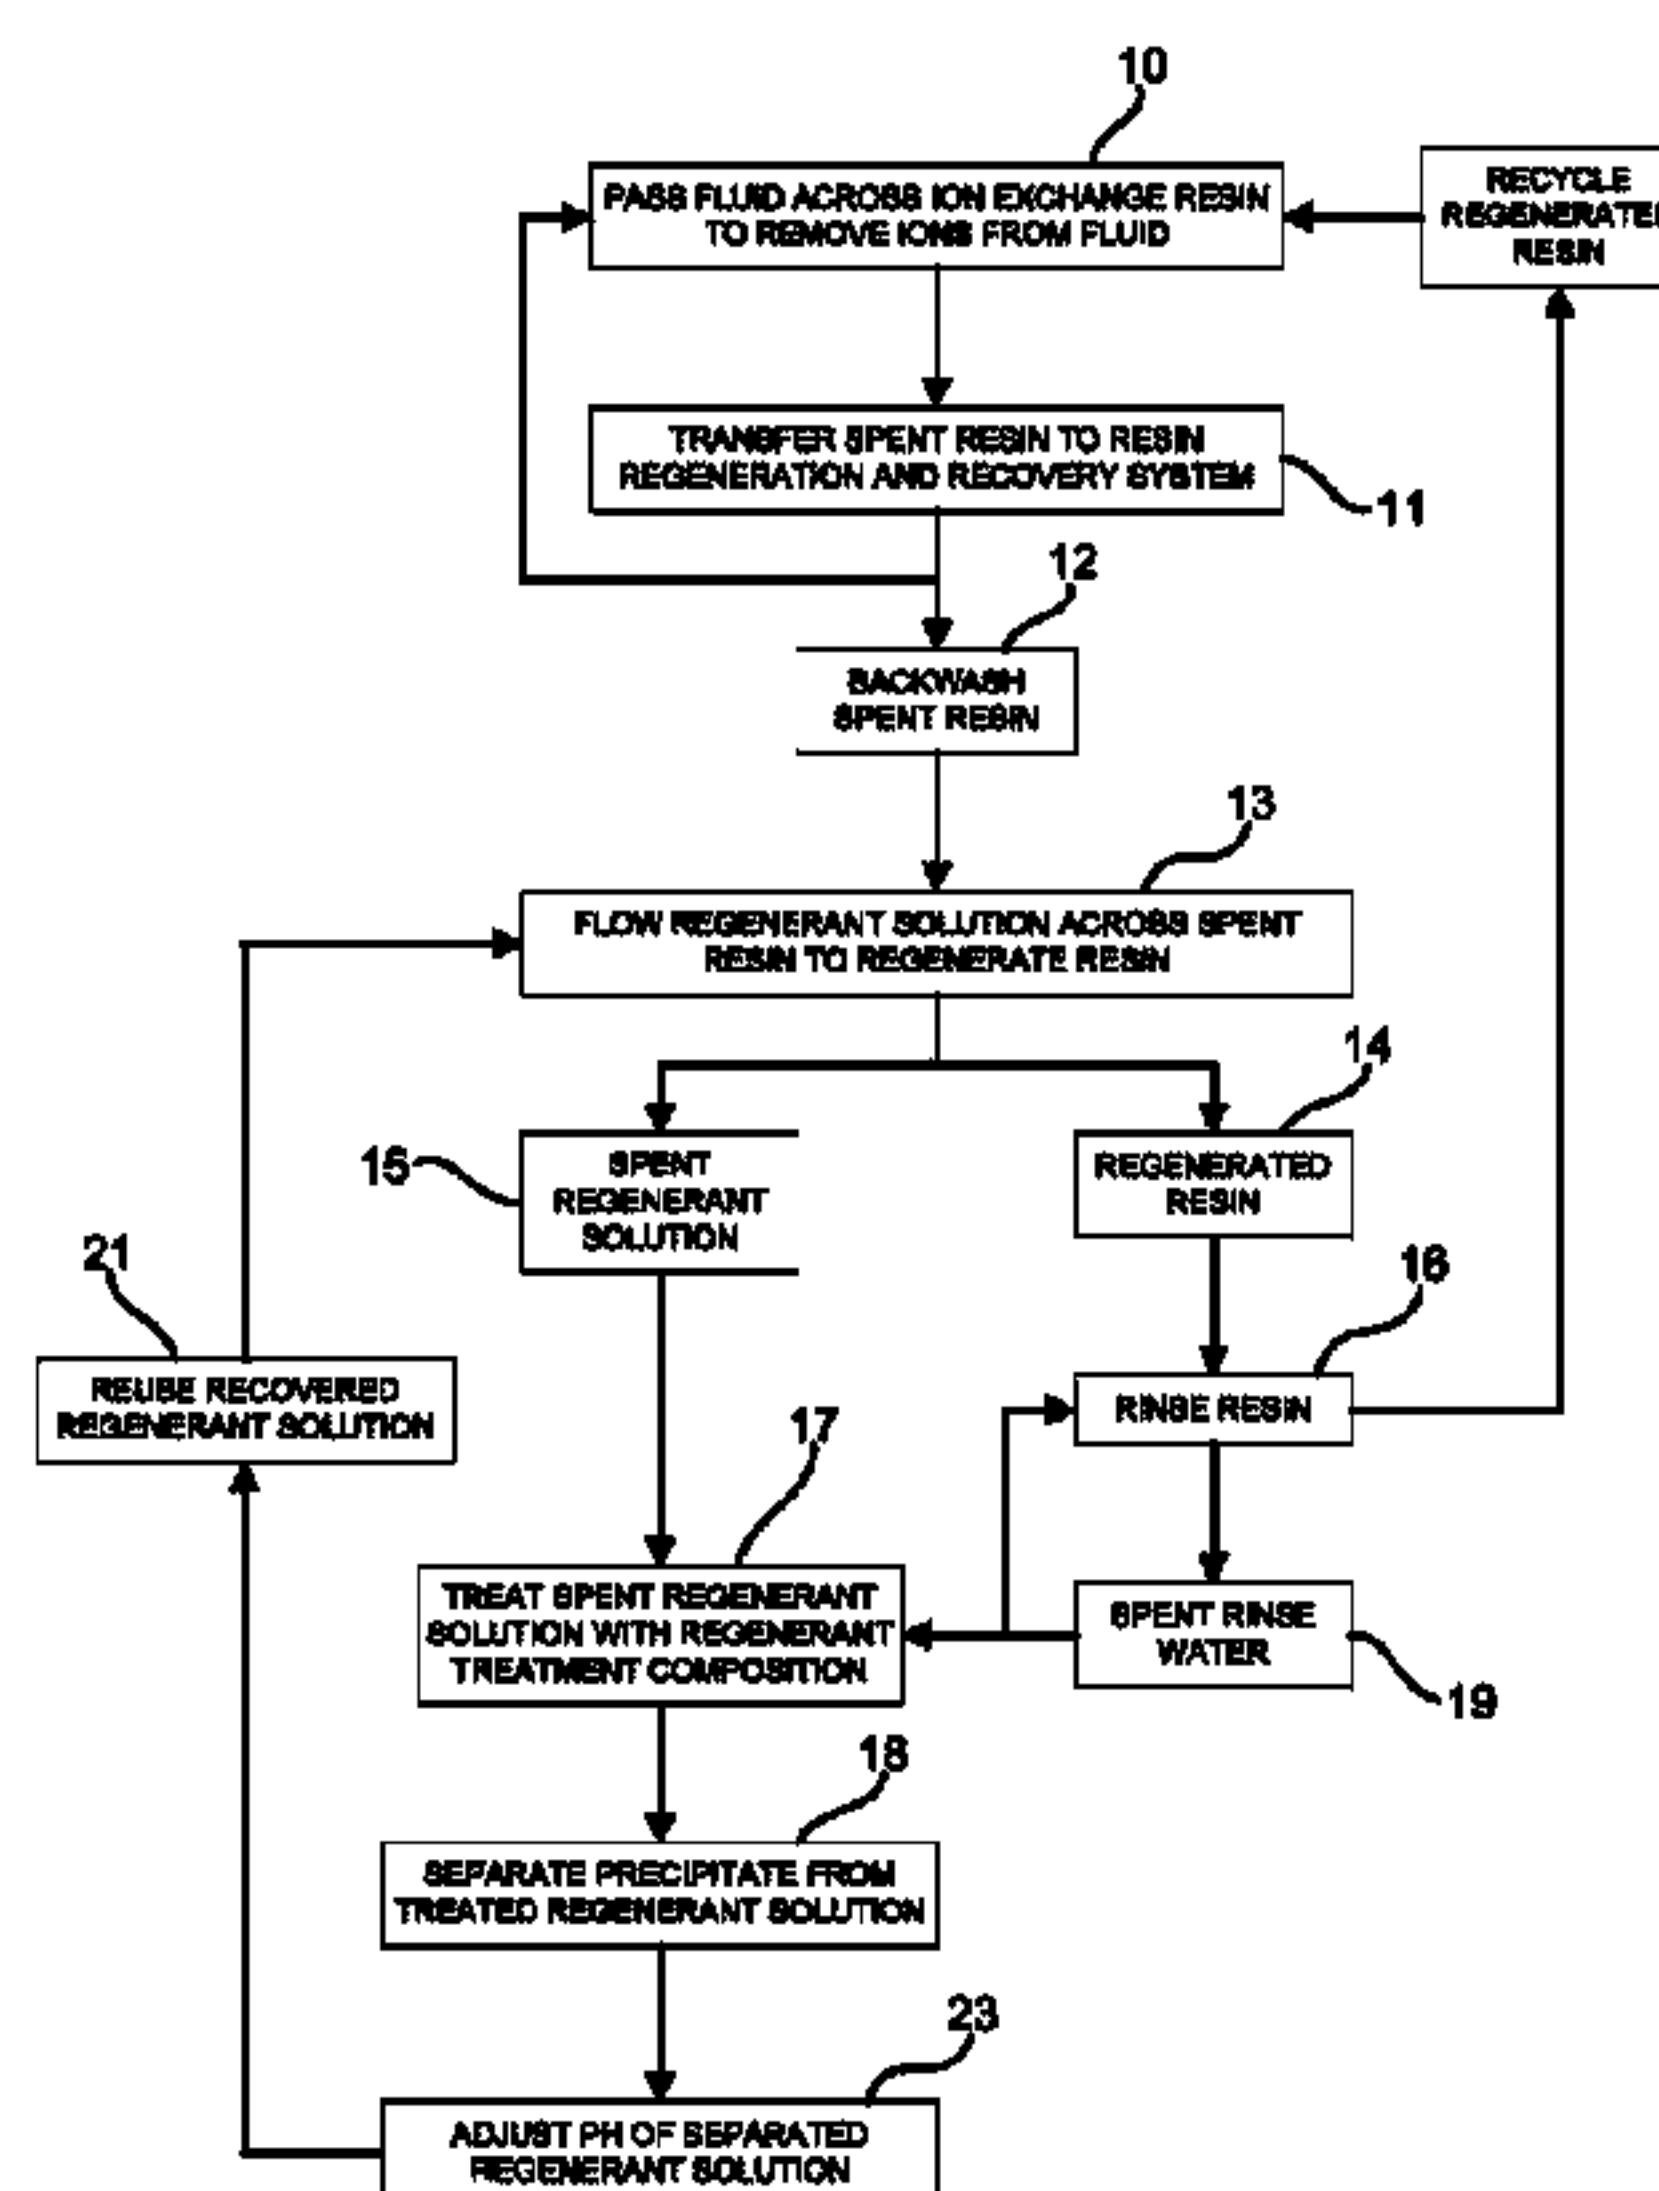 10
PASS FLUID ACROSS ION EXCHANGE RESIN
TO REMOVE IONS FROM FLUID
RECYCLE
REGENERATED
RESIN
TRANSFER SPENT RESIN TO RESIN
REGENERATION AND RECOVERY SYSTEM
11
12
BACKWASH
SPENT RESIN
13
FLOW REGENERANT SOLUTION ACROSS SPENT
RESIN TO REGENERATE RESIN
14
15
SPENT
REGENERANT
SOLUTION
REGENERATED
RESIN
21
16
REUSE RECOVERED
REGENERANT SOLUTION
RINSE RESIN
17
TREAT SPENT REGENERANT
SOLUTION WITH REGENERANT
TREATMENT COMPOSITION
SPENT RINSE
WATER
19
18
SEPARATE PRECIPITATE FROM
TREATED REGENERANT SOLUTION
23
ADJUST PH OF SEPARATED
REGENERANT SOLUTION